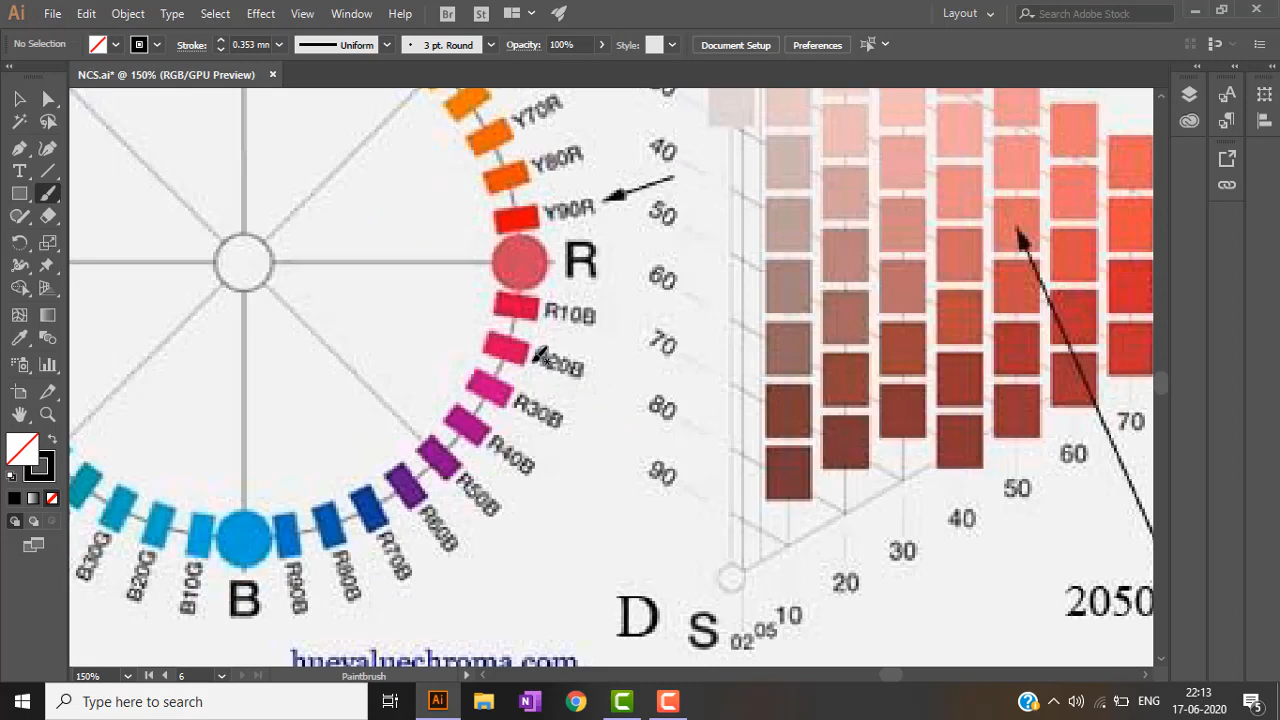 Ai File Edit Object Type Select Effect View Window Help Br St Layout Search Adobe Stock
No Selection Stroke: 0.353 mm Uniform 3 pt. Round Opacity: 100% Style: Document Setup Preferences
NCS.ai* @ 150% (RGB/GPU Preview)
Y70R
Y80R
Y90R
R
R10B
R20B
R30B
R40B
R50B
R60B
R70B
R80B
R90B
B
B10G
B20G
B30G
40
50
60
70
80
90
D
S
02
05
10
20
30
40
50
60
70
2050
huevaluechroma.com
150% 6 Paintbrush
Type here to search Ai ENG 22:13 17-06-2020 5